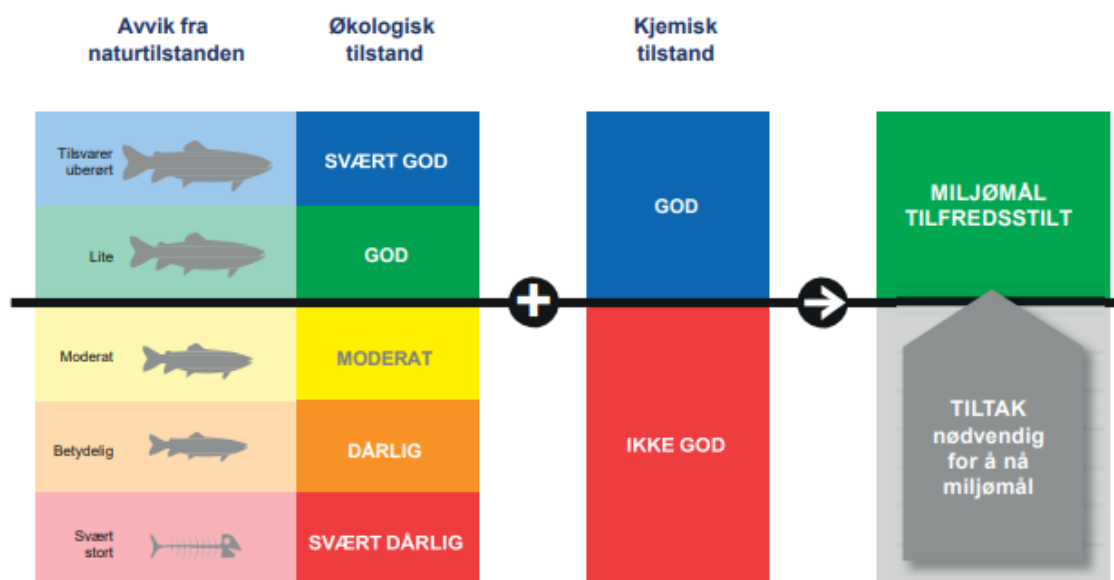 Avvik fra
naturtilstanden
Økologisk
tilstand
Kjemisk
tilstand
Tilsvarer
uberørt
SVÆRT GOD
Lite
GOD
GOD
MILJØMÅL
TILFREDSSTILT
Moderat
MODERAT
Betydelig
DÅRLIG
Svært
stort
SVÆRT DÅRLIG
IKKE GOD
TILTAK
nødvendig
for å nå
miljømål